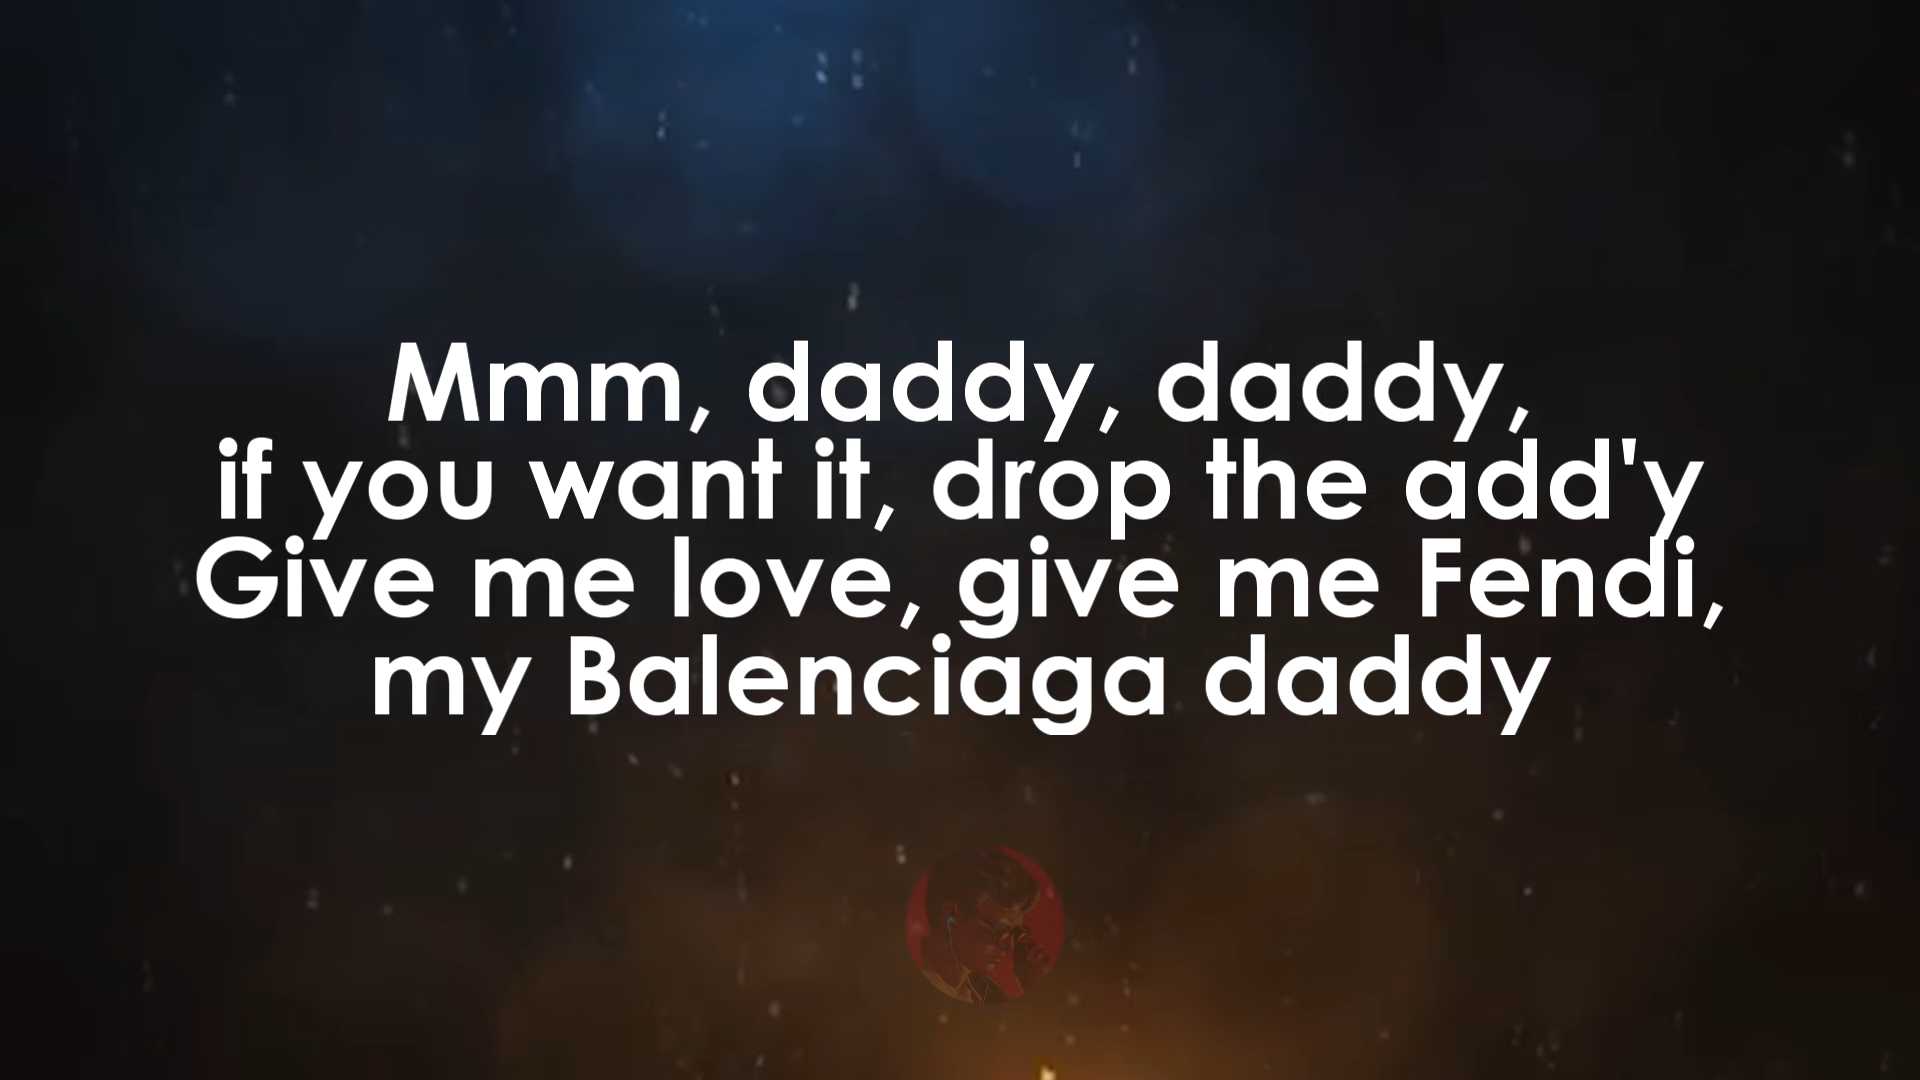 Mmm, daddy, daddy,
if you want it, drop the add'y
Give me love, give me Fendi,
my Balenciaga daddy